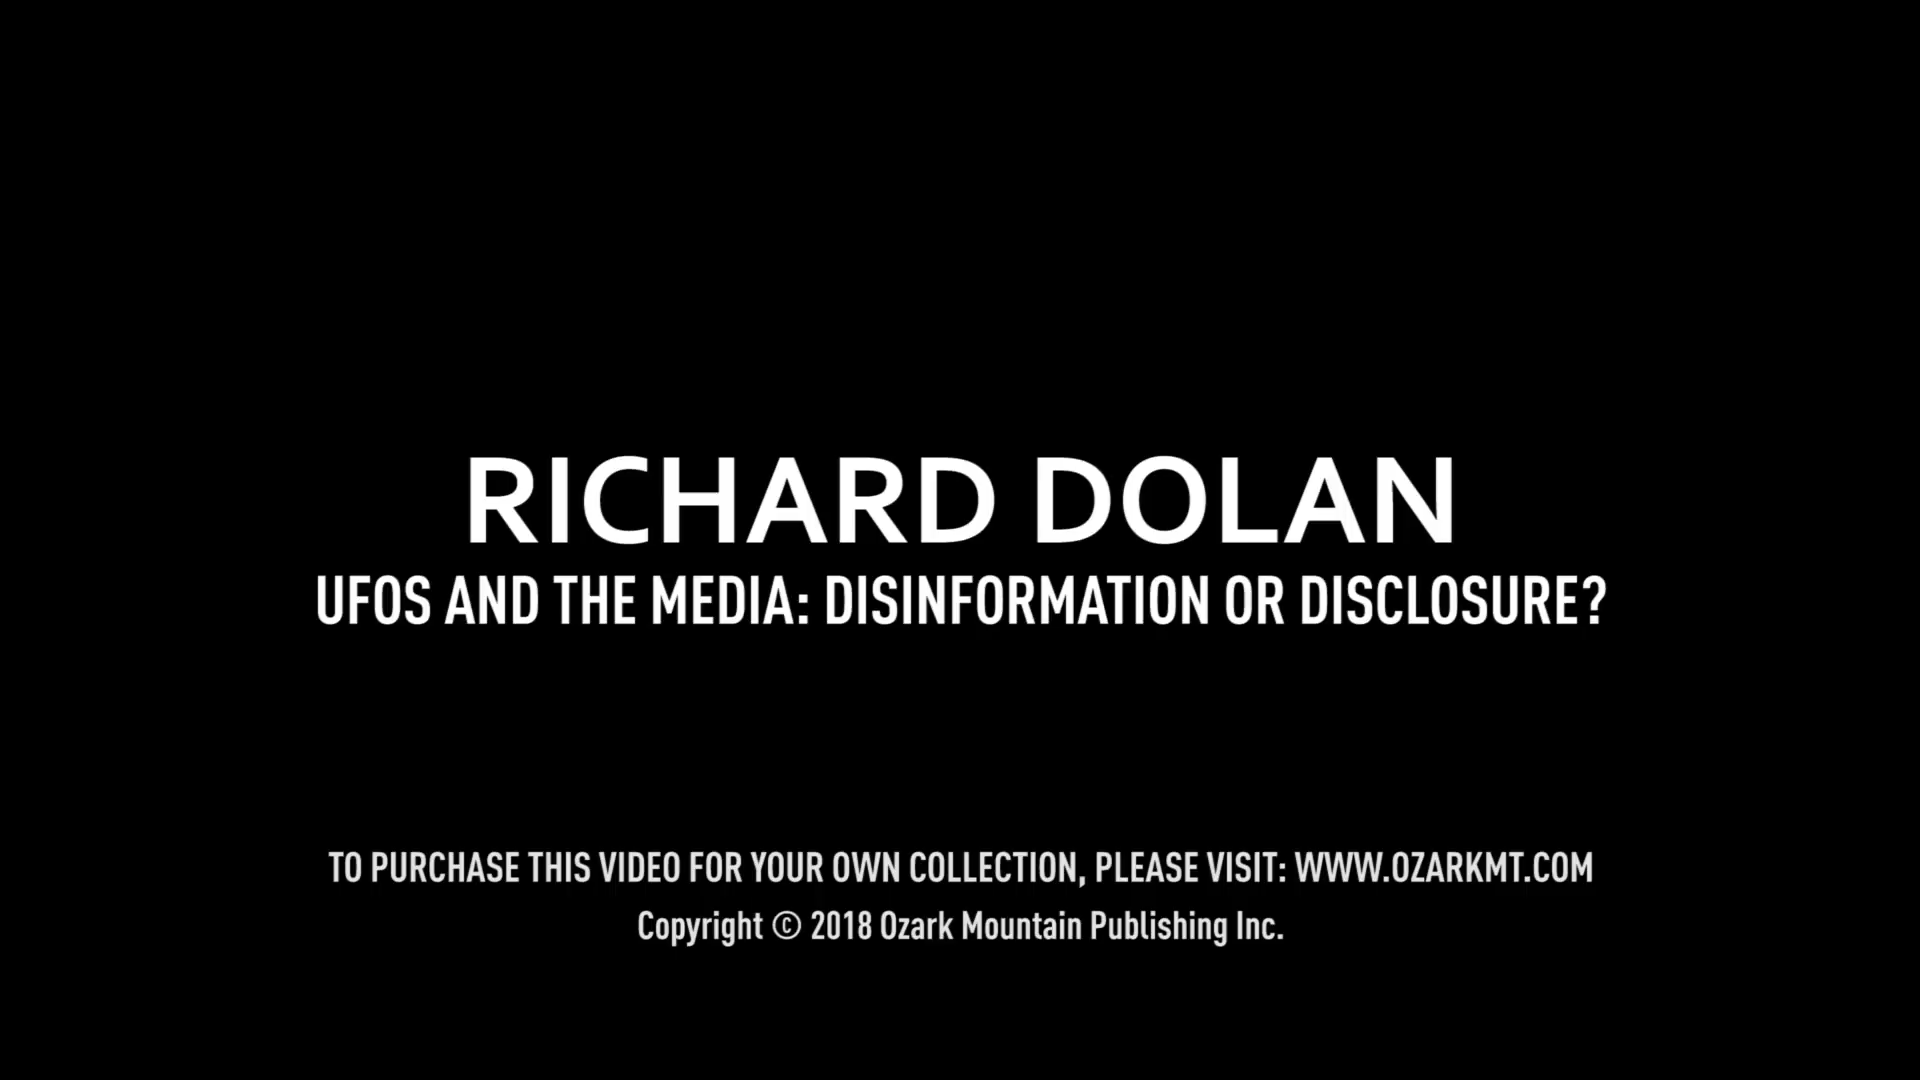 RICHARD DOLAN
UFOS AND THE MEDIA: DISINFORMATION OR DISCLOSURE?
TO PURCHASE THIS VIDEO FOR YOUR OWN COLLECTION, PLEASE VISIT: WWW.OZARKMT.COM
Copyright © 2018 Ozark Mountain Publishing Inc.